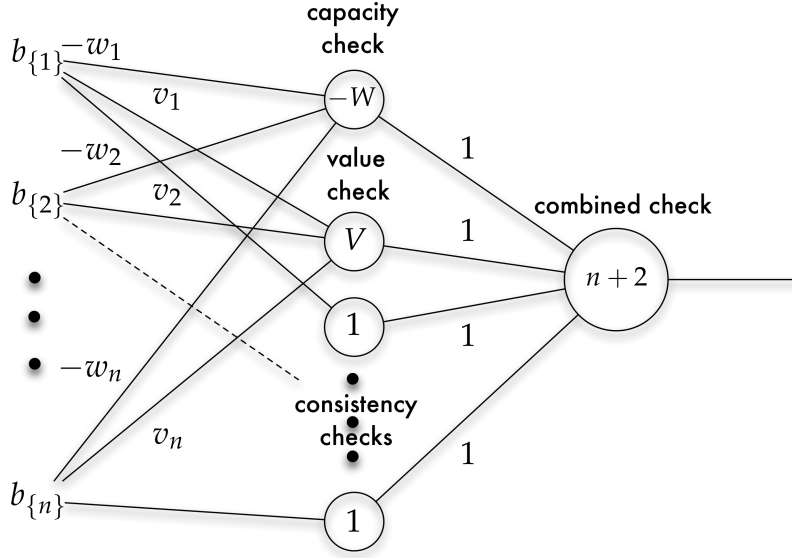 capacity
check
b{1}
−w1
v1
−W
1
−w2
value
check
b{2}
v2
V
1
combined check
n + 2
1
1
−wn
consistency
checks
vn
1
b{n}
1